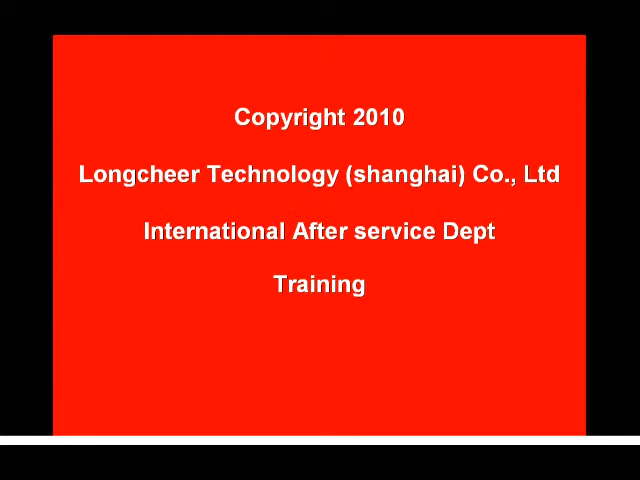 Copyright 2010
Longcheer Technology (shanghai) Co., Ltd
International After service Dept
Training